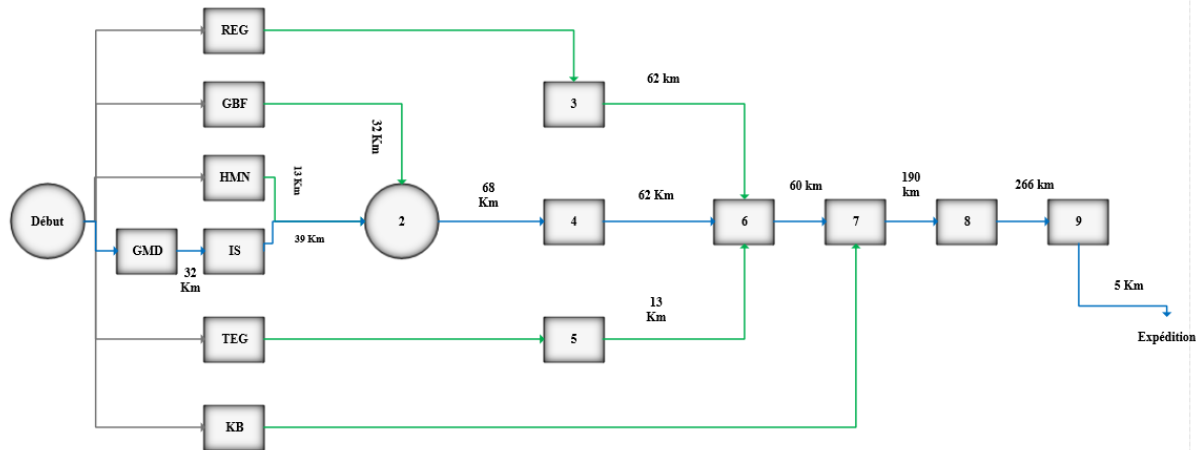 REG
62 km
3
GBF
32 Km
HMN
13 Km
Début
2
68
Km
4
62 Km
6
60 km
7
190
km
8
266 km
9
GMD
32
Km
IS
39 Km
5 Km
Expédition
TEG
5
13
Km
KB